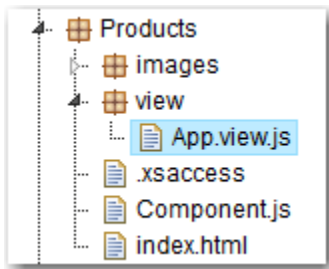 Products
images
view
App.view.js
.xsaccess
Component.js
index.html